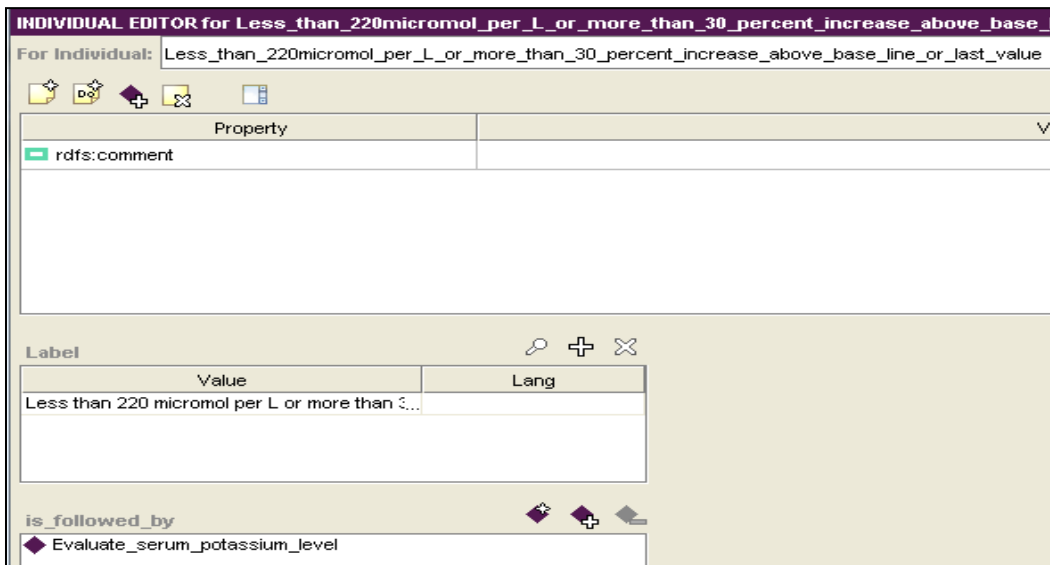 INDIVIDUAL EDITOR for Less_than_220micromol_per_L_or_more_than_30_percent_increase_above_base_
For Individual: Less_than_220micromol_per_L_or_more_than_30_percent_increase_above_base_line_or_last_value
Property V
rdfs:comment
Label
Value Lang
Less than 220 micromol per L or more than 3...
is_followed_by
Evaluate_serum_potassium_level